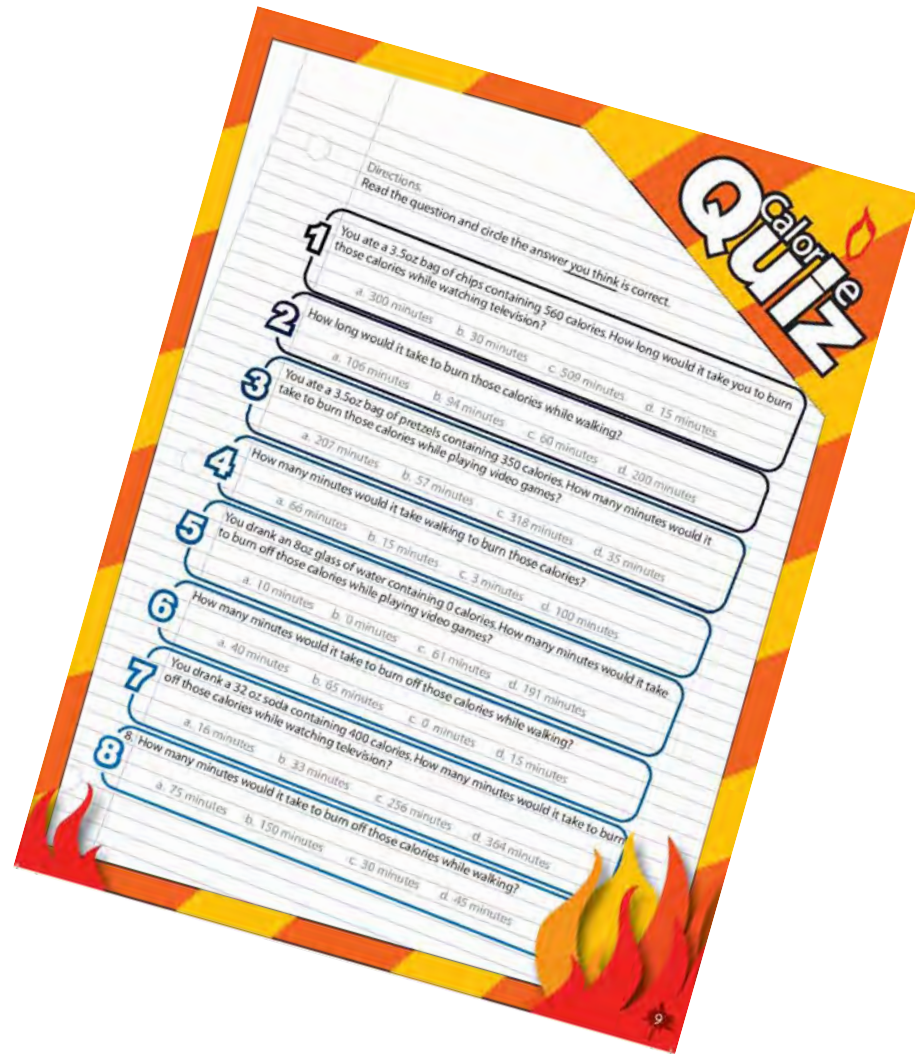 Calorie
Quiz
Directions.
Read the question and circle the answer you think is correct.
1
You ate a 3.5oz bag of chips containing 560 calories. How long would it take you to burn
those calories while watching television?
a. 300 minutes b. 30 minutes c. 509 minutes d. 15 minutes
2
How long would it take to burn those calories while walking?
a. 106 minutes b. 94 minutes c. 60 minutes d. 200 minutes
3
You ate a 3.5oz bag of pretzels containing 350 calories. How many minutes would it
take to burn those calories while playing video games?
a. 207 minutes b. 57 minutes c. 318 minutes d. 35 minutes
4
How many minutes would it take walking to burn those calories?
a. 66 minutes b. 15 minutes c. 3 minutes d. 100 minutes
5
You drank an 8oz glass of water containing 0 calories. How many minutes would it take
to burn off those calories while playing video games?
a. 10 minutes b. 0 minutes c. 61 minutes d. 191 minutes
6
How many minutes would it take to burn off those calories while walking?
a. 40 minutes b. 65 minutes c. 0 minutes d. 15 minutes
7
You drank a 32 oz soda containing 400 calories. How many minutes would it take to burn
off those calories while watching television?
a. 16 minutes b 33 minutes c. 256 minutes d. 364 minutes
8
8. How many minutes would it take to burn off those calories while walking?
a. 75 minutes b. 150 minutes c. 30 minutes d. 45 minutes
9